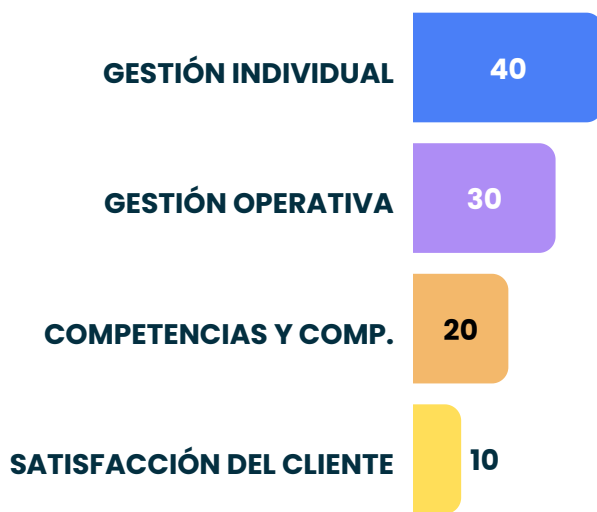 GESTIÓN INDIVIDUAL 40
GESTIÓN OPERATIVA 30
COMPETENCIAS Y COMP. 20
SATISFACCIÓN DEL CLIENTE 10